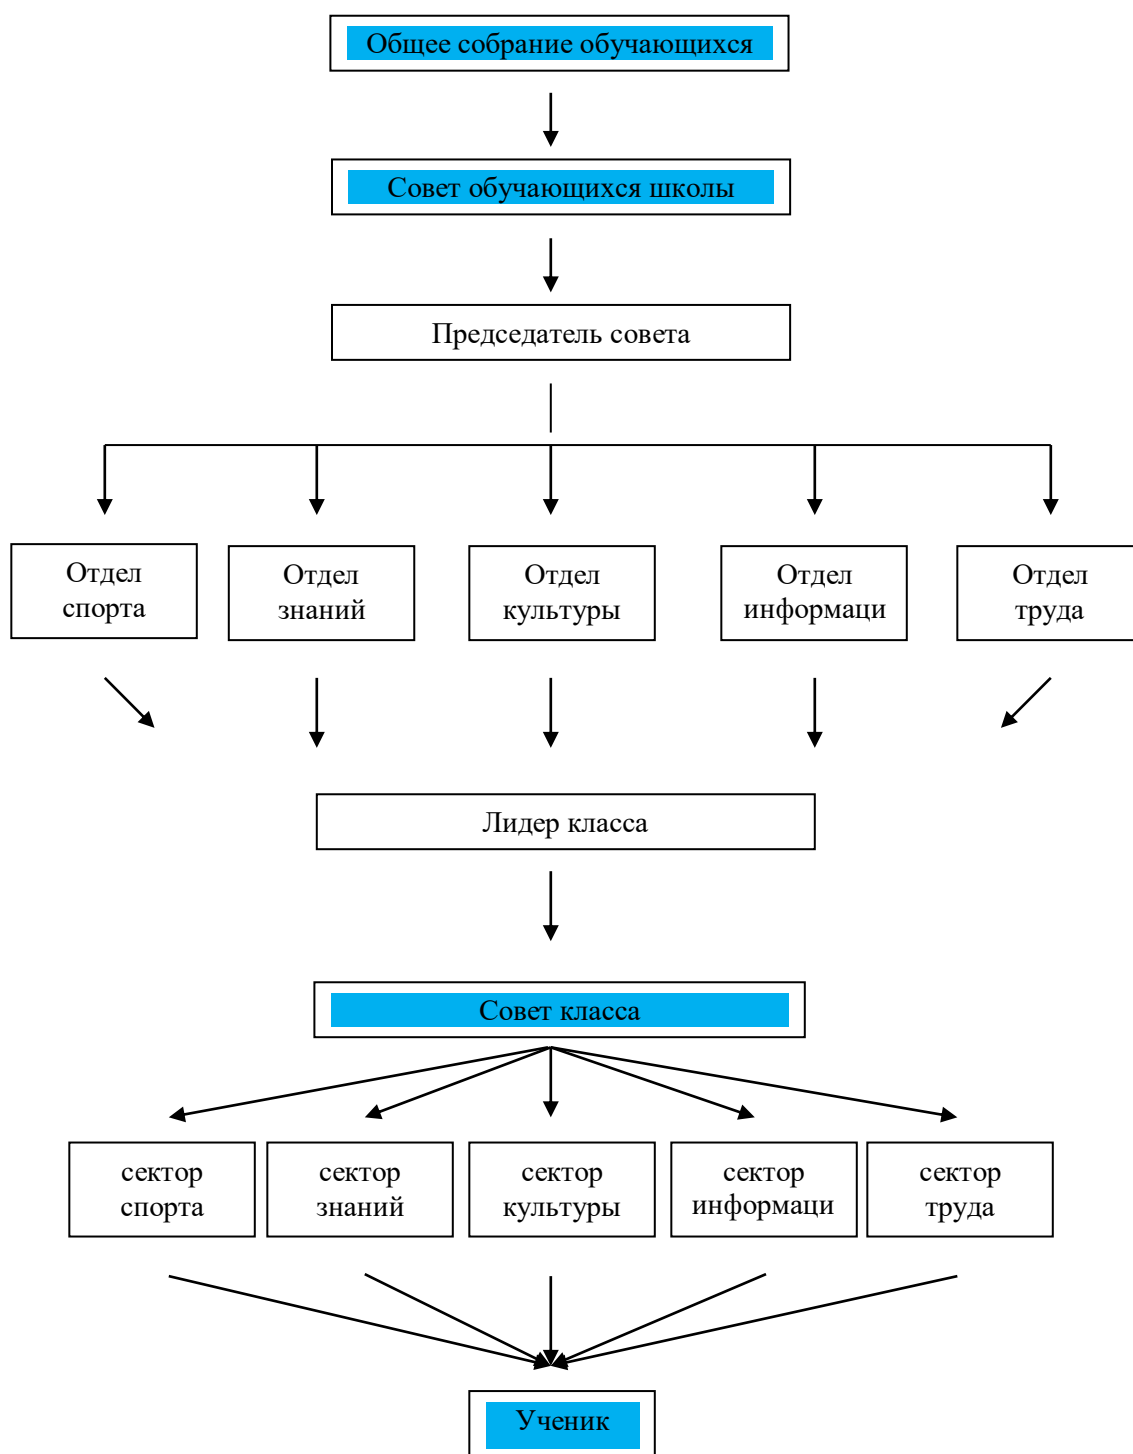 Общее собрание обучающихся
Совет обучающихся школы
Председатель совета
Отдел
спорта
Отдел
знаний
Отдел
культуры
Отдел
информаци
Отдел
труда
Лидер класса
Совет класса
сектор
спорта
сектор
знаний
сектор
культуры
сектор
информаци
сектор
труда
Ученик